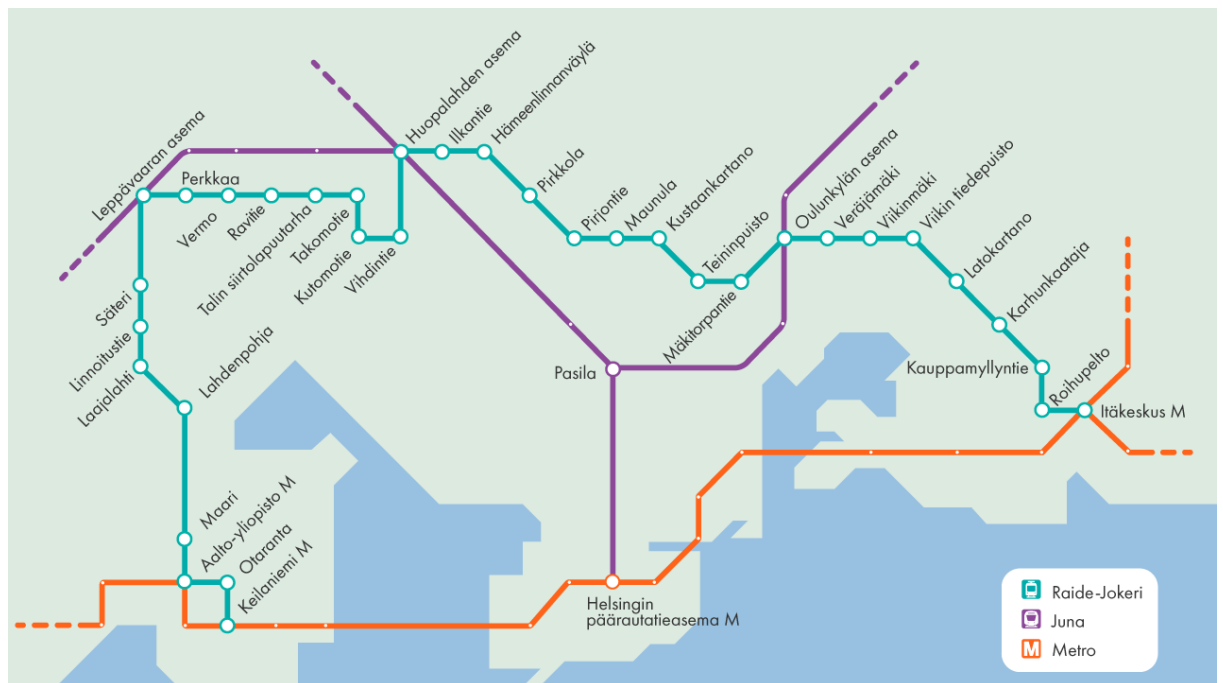 Leppävaaran asema
Perkkaa
Vermo
Ravitie
Talin siirtolapuutarha
Takomotie
Kutomotie
Vihdintie
Huopalahden asema
Ilkantie
Hämeenlinnanväylä
Pirkkola
Pirjontie
Maunula
Kustaankartano
Teininpuisto
Mäkitorpantie
Oulunkylän asema
Veräjämäki
Viikinmäki
Viikin tiedepuisto
Latokartano
Karhunkaataja
Kauppamyllyntie
Roihupelto
Itäkeskus M
Säteri
Linnoitustie
Laajalahti
Lahdenpohja
Maari
Aalto-yliopisto M
Otaranta
Keilaniemi M
Pasila
Helsingin
päärautatieasema M
Raide-Jokeri
Juna
M Metro